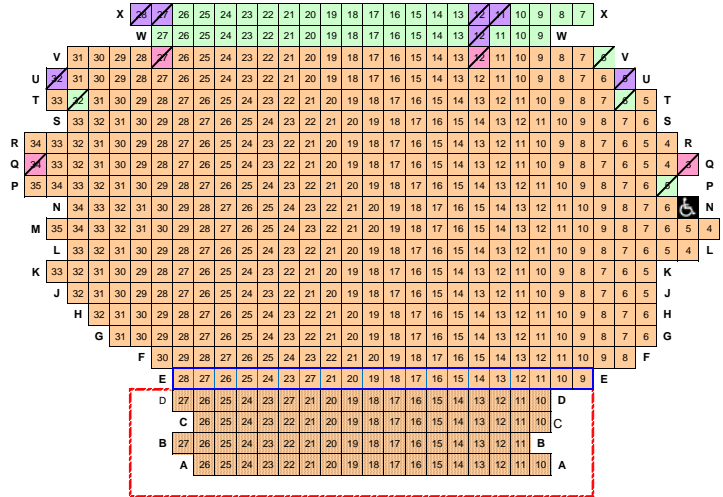 X 28 27 26 25 24 23 22 21 20 19 18 17 16 15 14 13 12 11 10 9 8 7 X
W 27 26 25 24 23 22 21 20 19 18 17 16 15 14 13 12 11 10 9 W
V 31 30 29 28 27 26 25 24 23 22 21 20 19 18 17 16 15 14 13 12 11 10 9 8 7 6 V
U 32 31 30 29 28 27 26 25 24 23 22 21 20 19 18 17 16 15 14 13 12 11 10 9 8 7 6 5 U
T 33 32 31 30 29 28 27 26 25 24 23 22 21 20 19 18 17 16 15 14 13 12 11 10 9 8 7 6 5 T
S 33 32 31 30 29 28 27 26 25 24 23 22 21 20 19 18 17 16 15 14 13 12 11 10 9 8 7 6 S
R 34 33 32 31 30 29 28 27 26 25 24 23 22 21 20 19 18 17 16 15 14 13 12 11 10 9 8 7 6 5 4 R
Q 34 33 32 31 30 29 28 27 26 25 24 23 22 21 20 19 18 17 16 15 14 13 12 11 10 9 8 7 6 5 4 3 Q
P 35 34 33 32 31 30 29 28 27 26 25 24 23 22 21 20 19 18 17 16 15 14 13 12 11 10 9 8 7 6 5 P
N 34 33 32 31 30 29 28 27 26 25 24 23 22 21 20 19 18 17 16 15 14 13 12 11 10 9 8 7 6 N
M 35 34 33 32 31 30 29 28 27 26 25 24 23 22 21 20 19 18 17 16 15 14 13 12 11 10 9 8 7 6 5 4
L 33 32 31 30 29 28 27 26 25 24 23 22 21 20 19 18 17 16 15 14 13 12 11 10 9 8 7 6 5 4 L
K 33 32 31 30 29 28 27 26 25 24 23 22 21 20 19 18 17 16 15 14 13 12 11 10 9 8 7 6 5 K
J 32 31 30 29 28 27 26 25 24 23 22 21 20 19 18 17 16 15 14 13 12 11 10 9 8 7 6 5 J
H 32 31 30 29 28 27 26 25 24 23 22 21 20 19 18 17 16 15 14 13 12 11 10 9 8 7 6 H
G 31 30 29 28 27 26 25 24 23 22 21 20 19 18 17 16 15 14 13 12 11 10 9 8 7 6 G
F 30 29 28 27 26 25 24 23 22 21 20 19 18 17 16 15 14 13 12 11 10 9 8 F
E 28 27 26 25 24 23 27 21 20 19 18 17 16 15 14 13 12 11 10 9 E
D 27 26 25 24 23 22 21 20 19 18 17 16 15 14 13 12 11 10 D
C 26 25 24 23 22 21 20 19 18 17 16 15 14 13 12 11 10 C
B 27 26 25 24 23 22 21 20 19 18 17 16 15 14 13 12 11 B
A 26 25 24 23 22 21 20 19 18 17 16 15 14 13 12 11 10 A